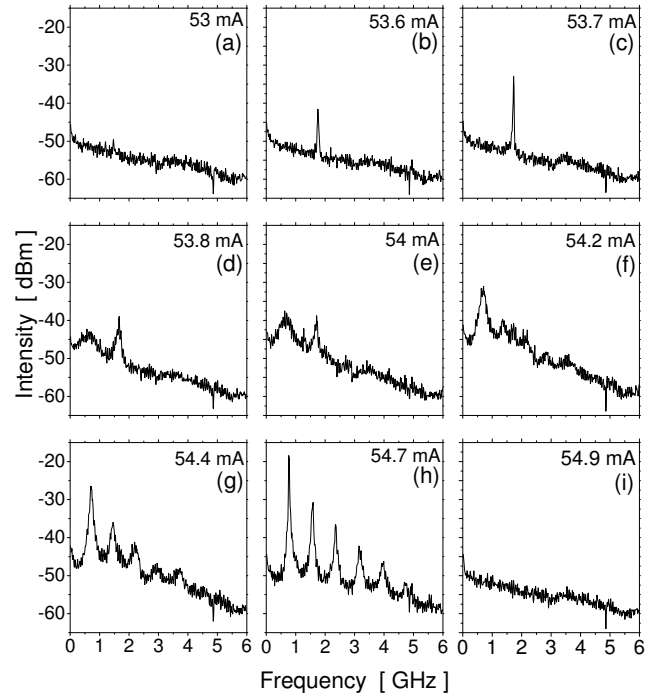 53 mA 53.6 mA 53.7 mA
-20 (a) (b) (c)
-30
-40
-50
-60
53.8 mA 54 mA 54.2 mA
-20 (d) (e) (f)
-30
-40
-50
-60
Intensity [ dBm ]
54.4 mA 54.7 mA 54.9 mA
-20 (g) (h) (i)
-30
-40
-50
-60
0 1 2 3 4 5 6 0 1 2 3 4 5 6 0 1 2 3 4 5 6
Frequency [ GHz ]